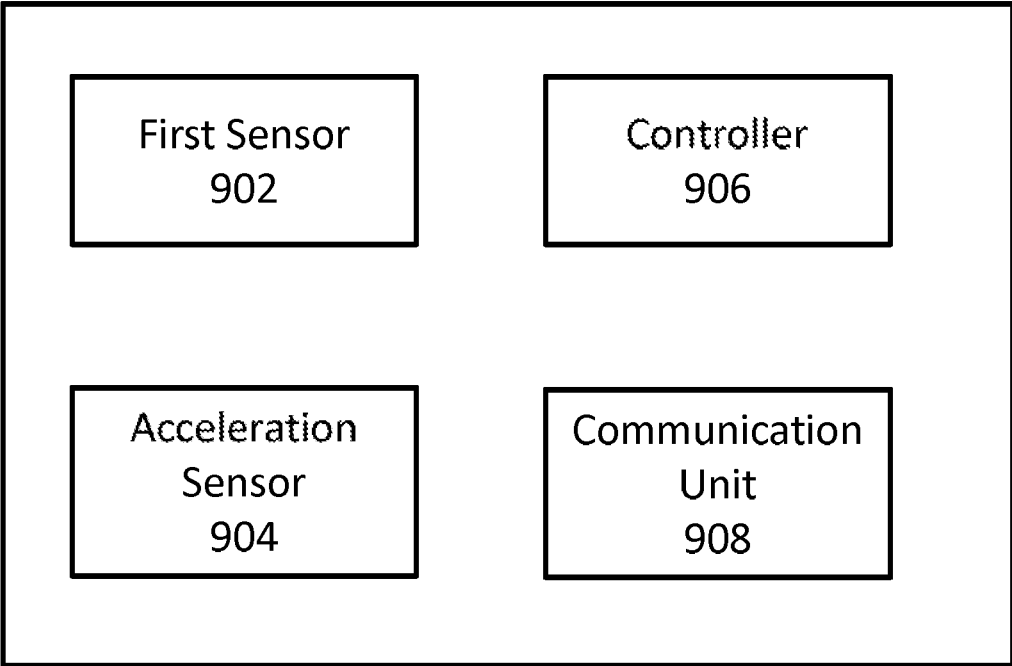 First Sensor
902
Controller
906
Acceleration
Sensor
904
Communication
Unit
908